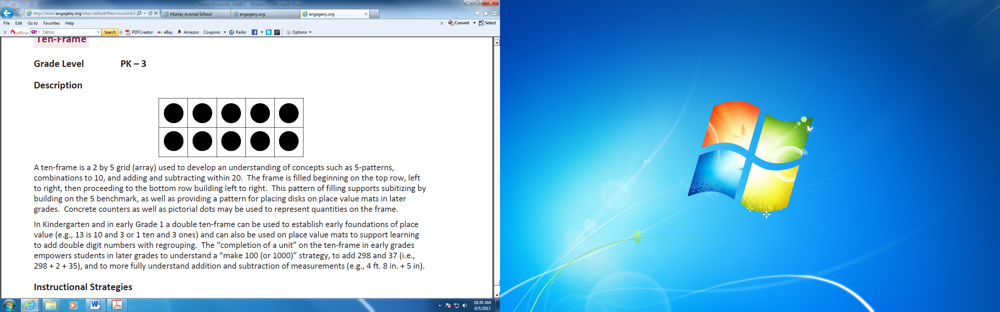 http://www.engageny.org/sites/default/files/resource/a
Murray Avenue School
engageny.org
engageny.org
File Edit Go to Favorites Help
Convert Select
pdfforge Y! Yahoo Search PDFCreator ebay eBay a Amazon Coupons Radio f g+ Options
Ten-Frame
Grade Level PK – 3
Description
A ten-frame is a 2 by 5 grid (array) used to develop an understanding of concepts such as 5-patterns,
combinations to 10, and adding and subtracting within 20. The frame is filled beginning on the top row, left
to right, then proceeding to the bottom row building left to right. This pattern of filling supports subitizing by
building on the 5 benchmark, as well as providing a pattern for placing disks on place value mats in later
grades. Concrete counters as well as pictorial dots may be used to represent quantities on the frame.
In Kindergarten and in early Grade 1 a double ten-frame can be used to establish early foundations of place
value (e.g., 13 is 10 and 3 or 1 ten and 3 ones) and can also be used on place value mats to support learning
to add double digit numbers with regrouping. The “completion of a unit” on the ten-frame in early grades
empowers students in later grades to understand a “make 100 (or 1000)” strategy, to add 298 and 37 (i.e.,
298 + 2 + 35), and to more fully understand addition and subtraction of measurements (e.g., 4 ft. 8 in. + 5 in).
Instructional Strategies
10:30 AM
8/5/2013